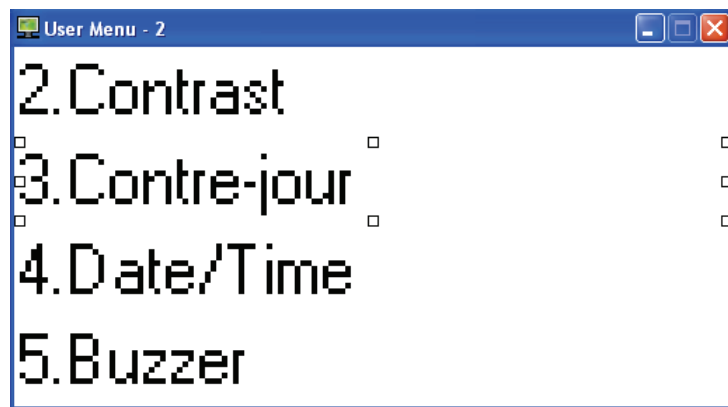 User Menu - 2
2.Contrast
3.Contre-jour
4.Date/Time
5.Buzzer